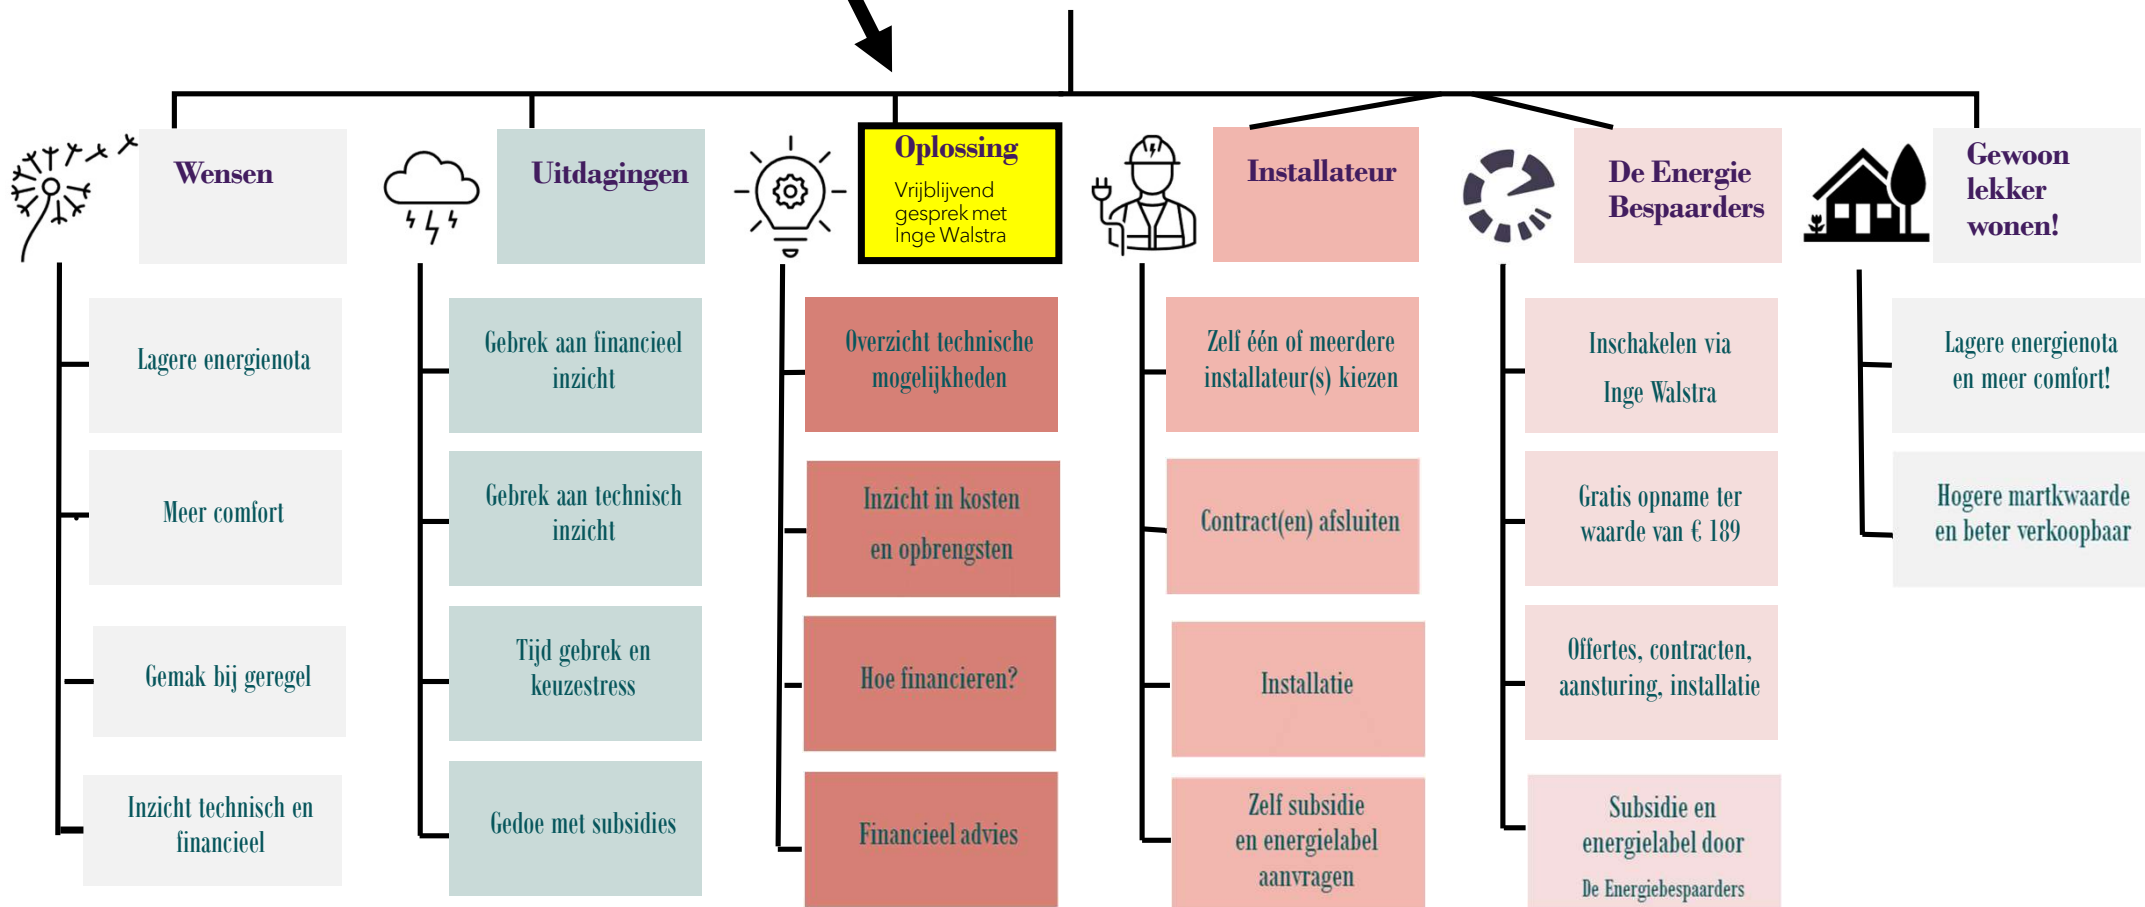 Wensen
Lagere energienota
Meer comfort
Gemak bij geregel
Inzicht technisch en
financieel
Uitdagingen
Gebrek aan financieel
inzicht
Gebrek aan technisch
inzicht
Tijd gebrek en
keuzestress
Gedoe met subsidies
Oplossing
Vrijblijvend
gesprek met
Inge Walstra
Overzicht technische
mogelijkheden
Inzicht in kosten
en opbrengsten
Hoe financieren?
Financieel advies
Installateur
Zelf één of meerdere
installateur(s) kiezen
Contract(en) afsluiten
Installatie
Zelf subsidie
en energielabel
aanvragen
De Energie
Bespaarders
Inschakelen via
Inge Walstra
Gratis opname ter
waarde van € 189
Offertes, contracten,
aansturing, installatie
Subsidie en
energielabel door
De Energiebespaarders
Gewoon
lekker
wonen!
Lagere energienota
en meer comfort!
Hogere martkwaarde
en beter verkoopbaar